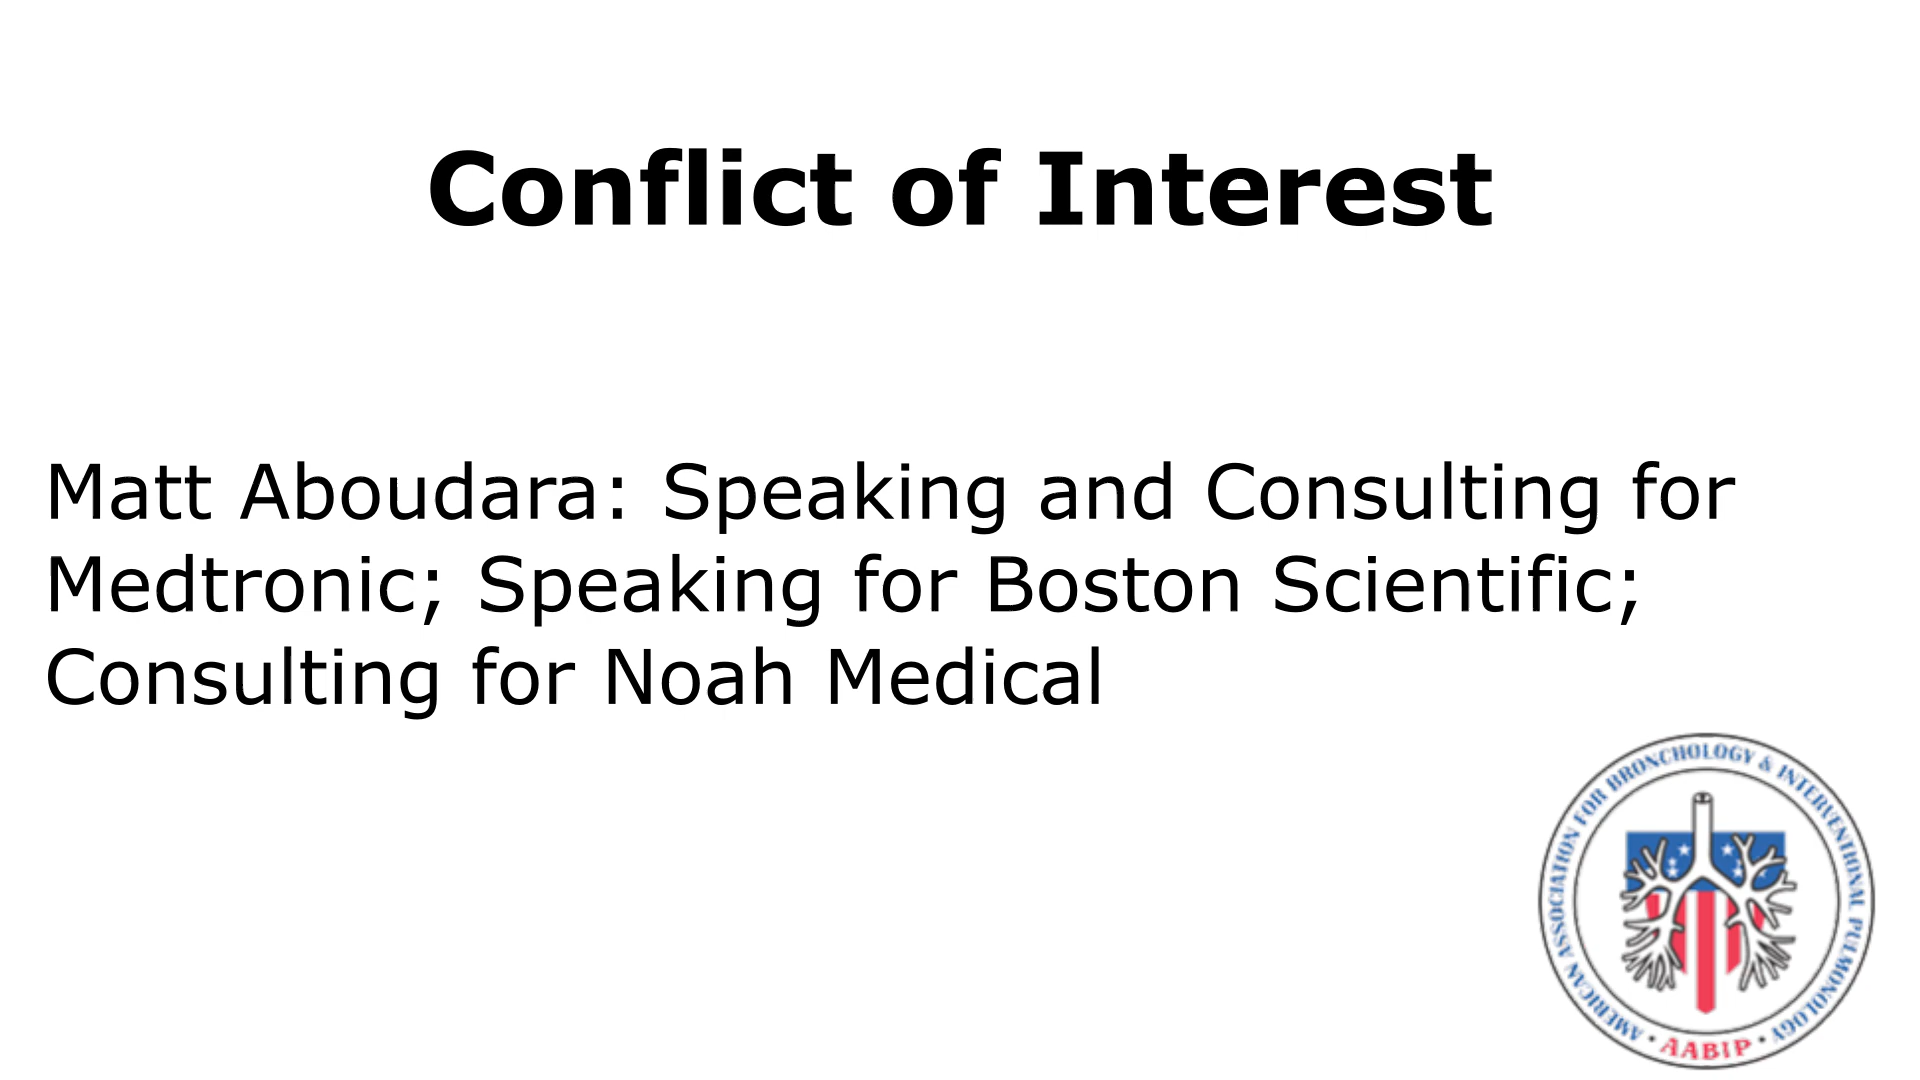 Conflict of Interest
Matt Aboudara: Speaking and Consulting for
Medtronic; Speaking for Boston Scientific;
Consulting for Noah Medical
AMERICAN ASSOCIATION FOR BRONCHOLOGY & INTERVENTIONAL PULMONOLOGY
• AABIP •